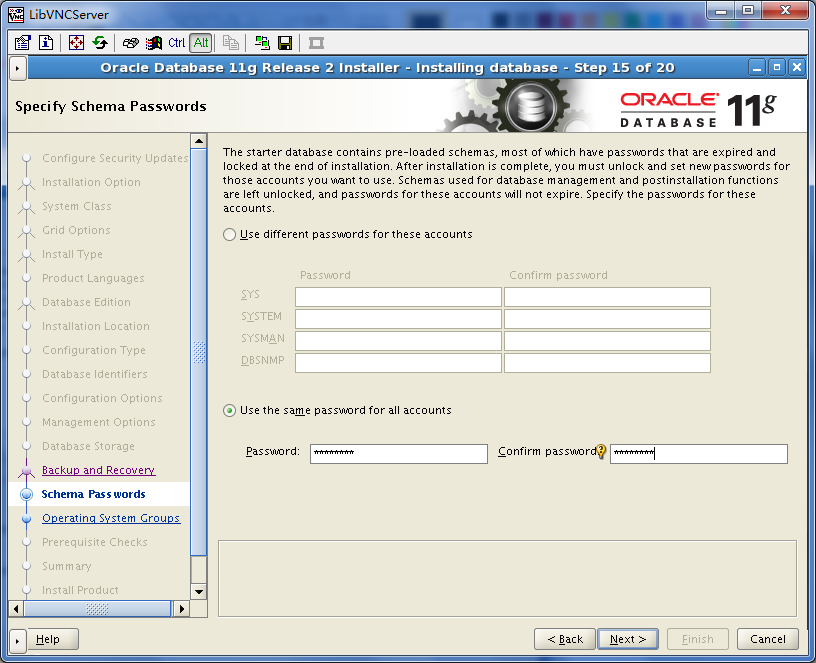 LibVNCServer
Ctrl Alt
Oracle Database 11g Release 2 Installer - Installing database - Step 15 of 20
Specify Schema Passwords
ORACLE
DATABASE 11g
Configure Security Updates
Installation Option
System Class
Grid Options
Install Type
Product Languages
Database Edition
Installation Location
Configuration Type
Database Identifiers
Configuration Options
Management Options
Database Storage
Backup and Recovery
Schema Passwords
Operating System Groups
Prerequisite Checks
Summary
Install Product
The starter database contains pre-loaded schemas, most of which have passwords that are expired and
locked at the end of installation. After installation is complete, you must unlock and set new passwords for
those accounts you want to use. Schemas used for database management and postinstallation functions
are left unlocked, and passwords for these accounts will not expire. Specify the passwords for these
accounts.
Use different passwords for these accounts
Password Confirm password
SYS
SYSTEM
SYSMAN
DBSNMP
Use the same password for all accounts
Password: ******** Confirm password ********
Help < Back Next > Finish Cancel